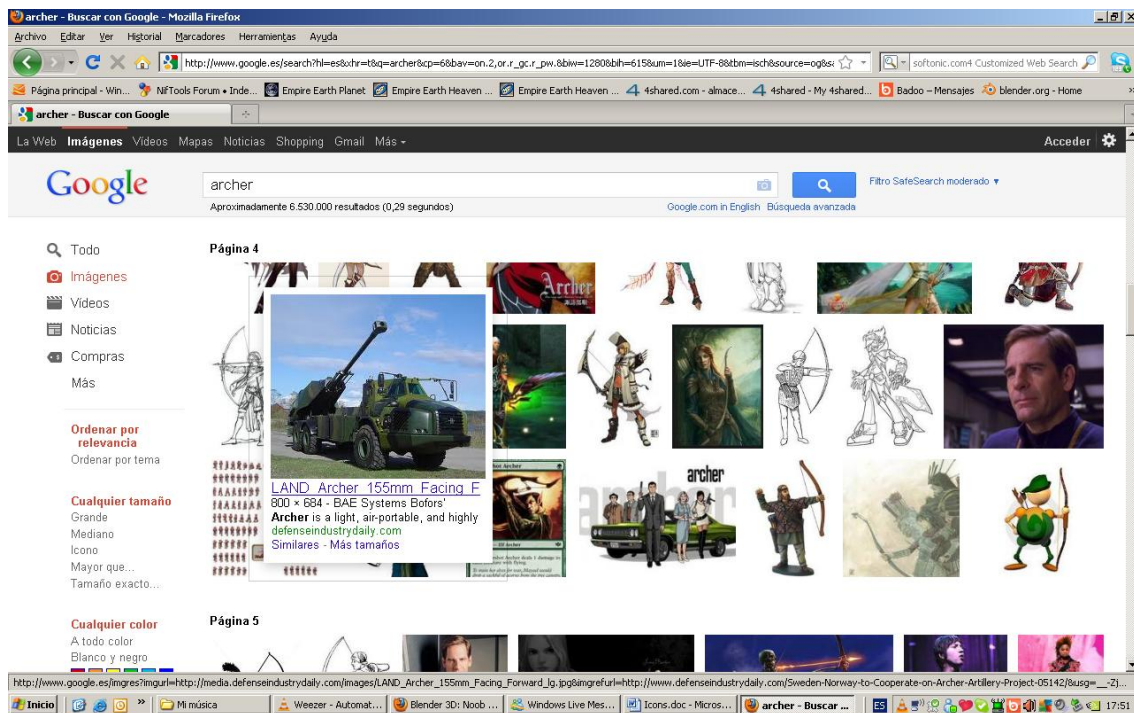 archer - Buscar con Google - Mozilla Firefox
Archivo Editar Ver Historial Marcadores Herramientas Ayuda
http://www.google.es/search?hl=es&xhr=t&q=archer&cp=6&bav=on.2,or.r_gc.r_pw.&biw=1280&bih=615&um=1&ie=UTF-8&tbm=isch&source=og&sa softonic.com4 Customized Web Search
Página principal - Win... NifTools Forum • Inde... Empire Earth Planet Empire Earth Heaven ... Empire Earth Heaven ... 4shared.com - almace... 4shared - My 4shared... Badoo – Mensajes blender.org - Home
archer - Buscar con Google
La Web Imágenes Vídeos Mapas Noticias Shopping Gmail Más Acceder
Google archer Filtro SafeSearch moderado
Aproximadamente 6.530.000 resultados (0,29 segundos) Google.com in English Búsqueda avanzada
Todo
Imágenes
Vídeos
Noticias
Compras
Más
Ordenar por
relevancia
Ordenar por tema
Cualquier tamaño
Grande
Mediano
Icono
Mayor que...
Tamaño exacto...
Cualquier color
A todo color
Blanco y negro
Página 4
Archer
LAND Archer 155mm Facing F
800 × 684 - BAE Systems Bofors'
Archer is a light, air-portable, and highly
defenseindustrydaily.com
Similares - Más tamaños
archer
Página 5
http://www.google.es/imgres?imgurl=http://media.defenseindustrydaily.com/images/LAND_Archer_155mm_Facing_Forward_lg.jpg&imgrefurl=http://www.defenseindustrydaily.com/Sweden-Norway-to-Cooperate-on-Archer-Artillery-Project-05142/&usg=__-Zj...
Inicio Mi música Weezer - Automat... Blender 3D: Noob ... Windows Live Mes... Icons.doc - Micros... archer - Buscar ... ES 17:51